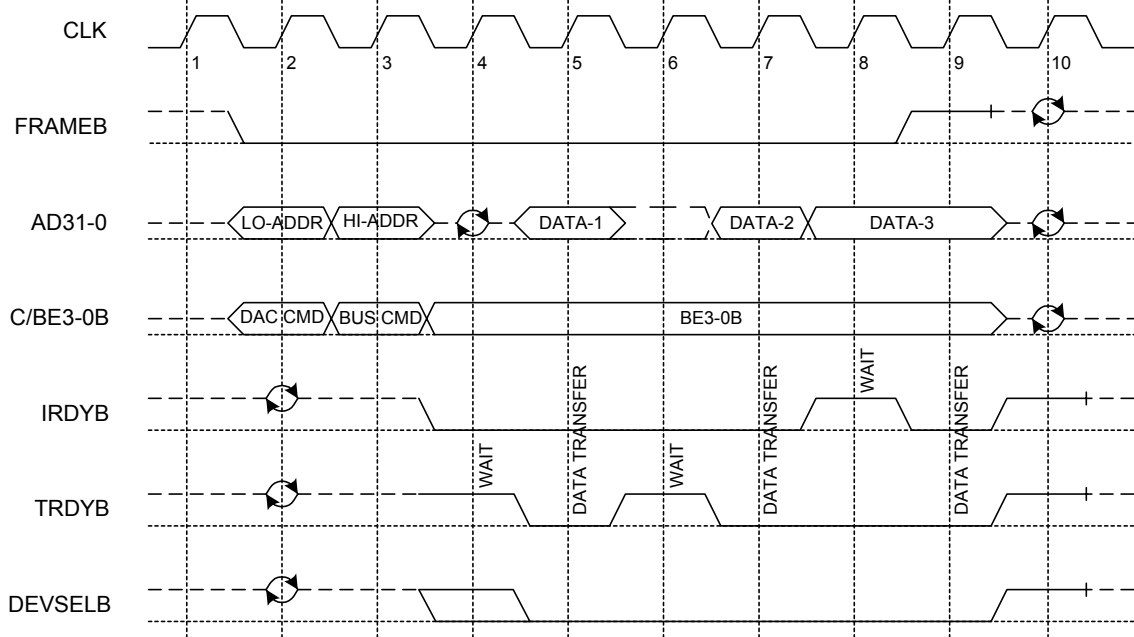 CLK
1 2 3 4 5 6 7 8 9 10
FRAMEB
AD31-0
LO-ADDR HI-ADDR DATA-1 DATA-2 DATA-3
C/BE3-0B
DAC CMD BUS CMD BE3-0B
IRDYB
WAIT
DATA TRANSFER
WAIT
DATA TRANSFER
WAIT
DATA TRANSFER
TRDYB
DEVSELB